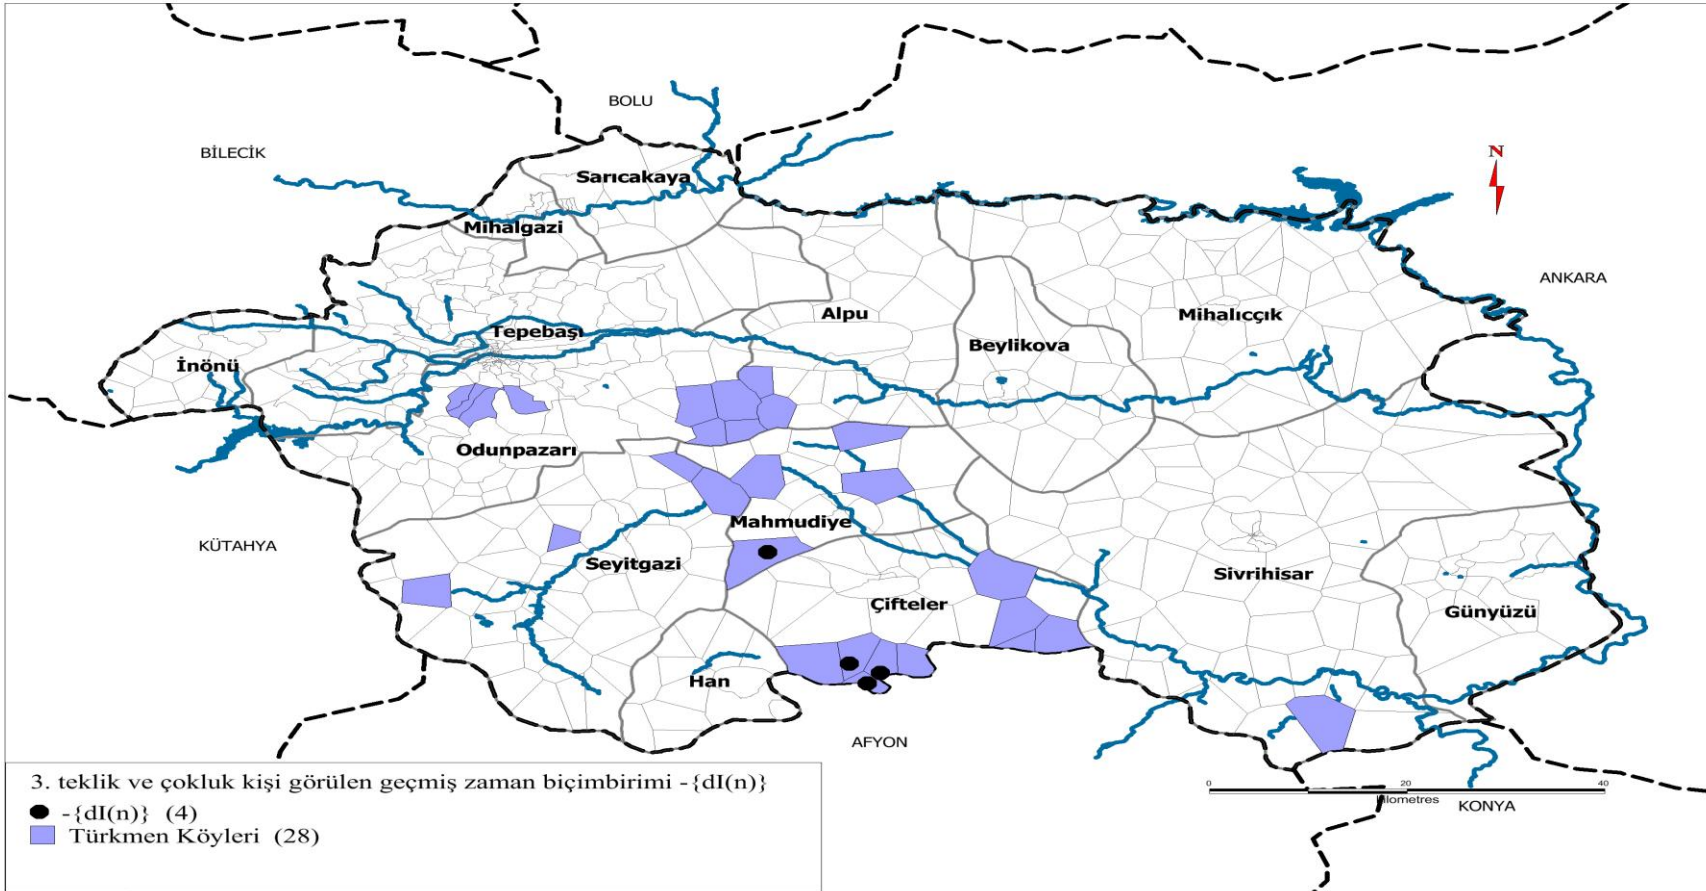 BOLU
BİLECİK
N
Sarıcakaya
Mihalgazi
ANKARA
Alpu
Mihalıccık
Tepebaşı
Beylikova
İnönü
Odunpazarı
Mahmudiye
KÜTAHYA
Seyitgazi
Sivrihisar
Çifteler
Günyüzü
Han
AFYON
3. teklik ve çokluk kişi görülen geçmiş zaman biçimbirimi -{dI(n)}
-{dI(n)} (4)
Türkmen Köyleri (28)
0 20 40
kilometres
KONYA